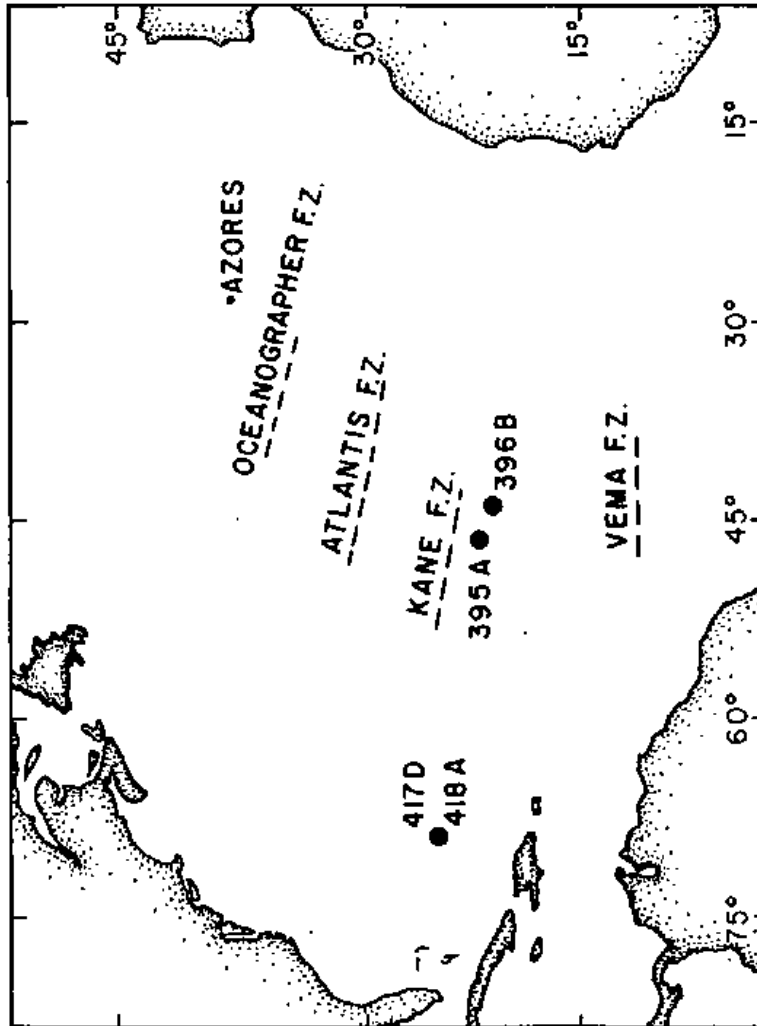 45°
30°
15°
15°
30°
45°
60°
75°
AZORES
OCEANOGRAPHER F.Z.
ATLANTIS F.Z.
KANE F.Z.
395A
396B
VEMA F.Z.
417D
418A